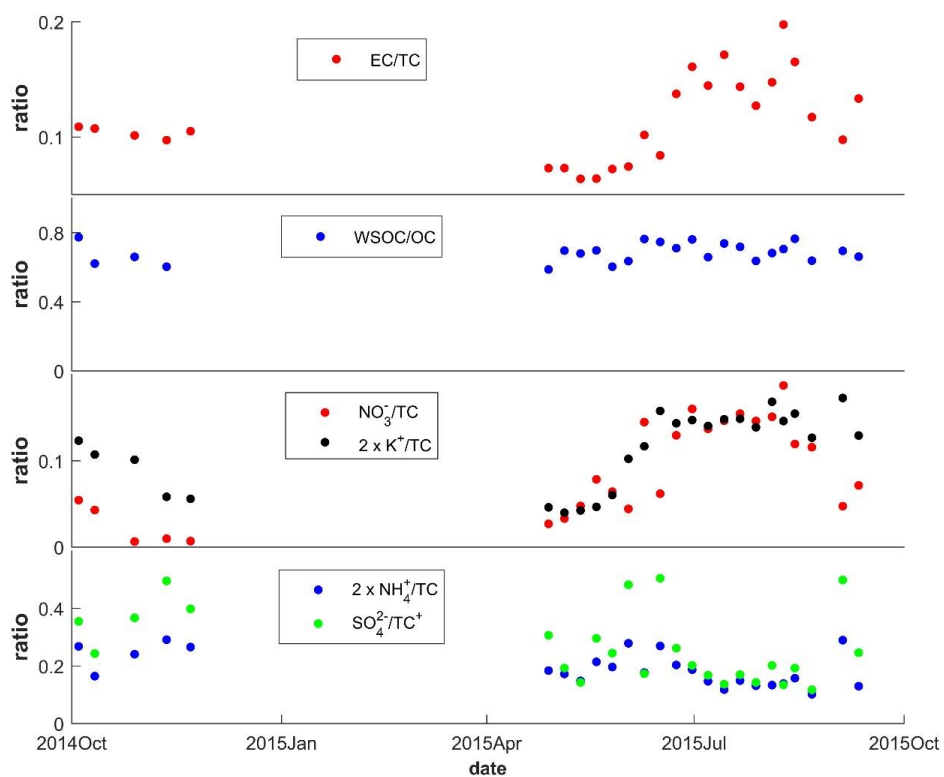 0.2
EC/TC
ratio
0.1
0.8
WSOC/OC
ratio
0.4
0
NO₃⁻/TC
2 x K⁺/TC
ratio
0.1
0
2 x NH₄⁺/TC
SO₄²⁻/TC⁺
0.4
ratio
0.2
0
2014Oct 2015Jan 2015Apr 2015Jul 2015Oct
date